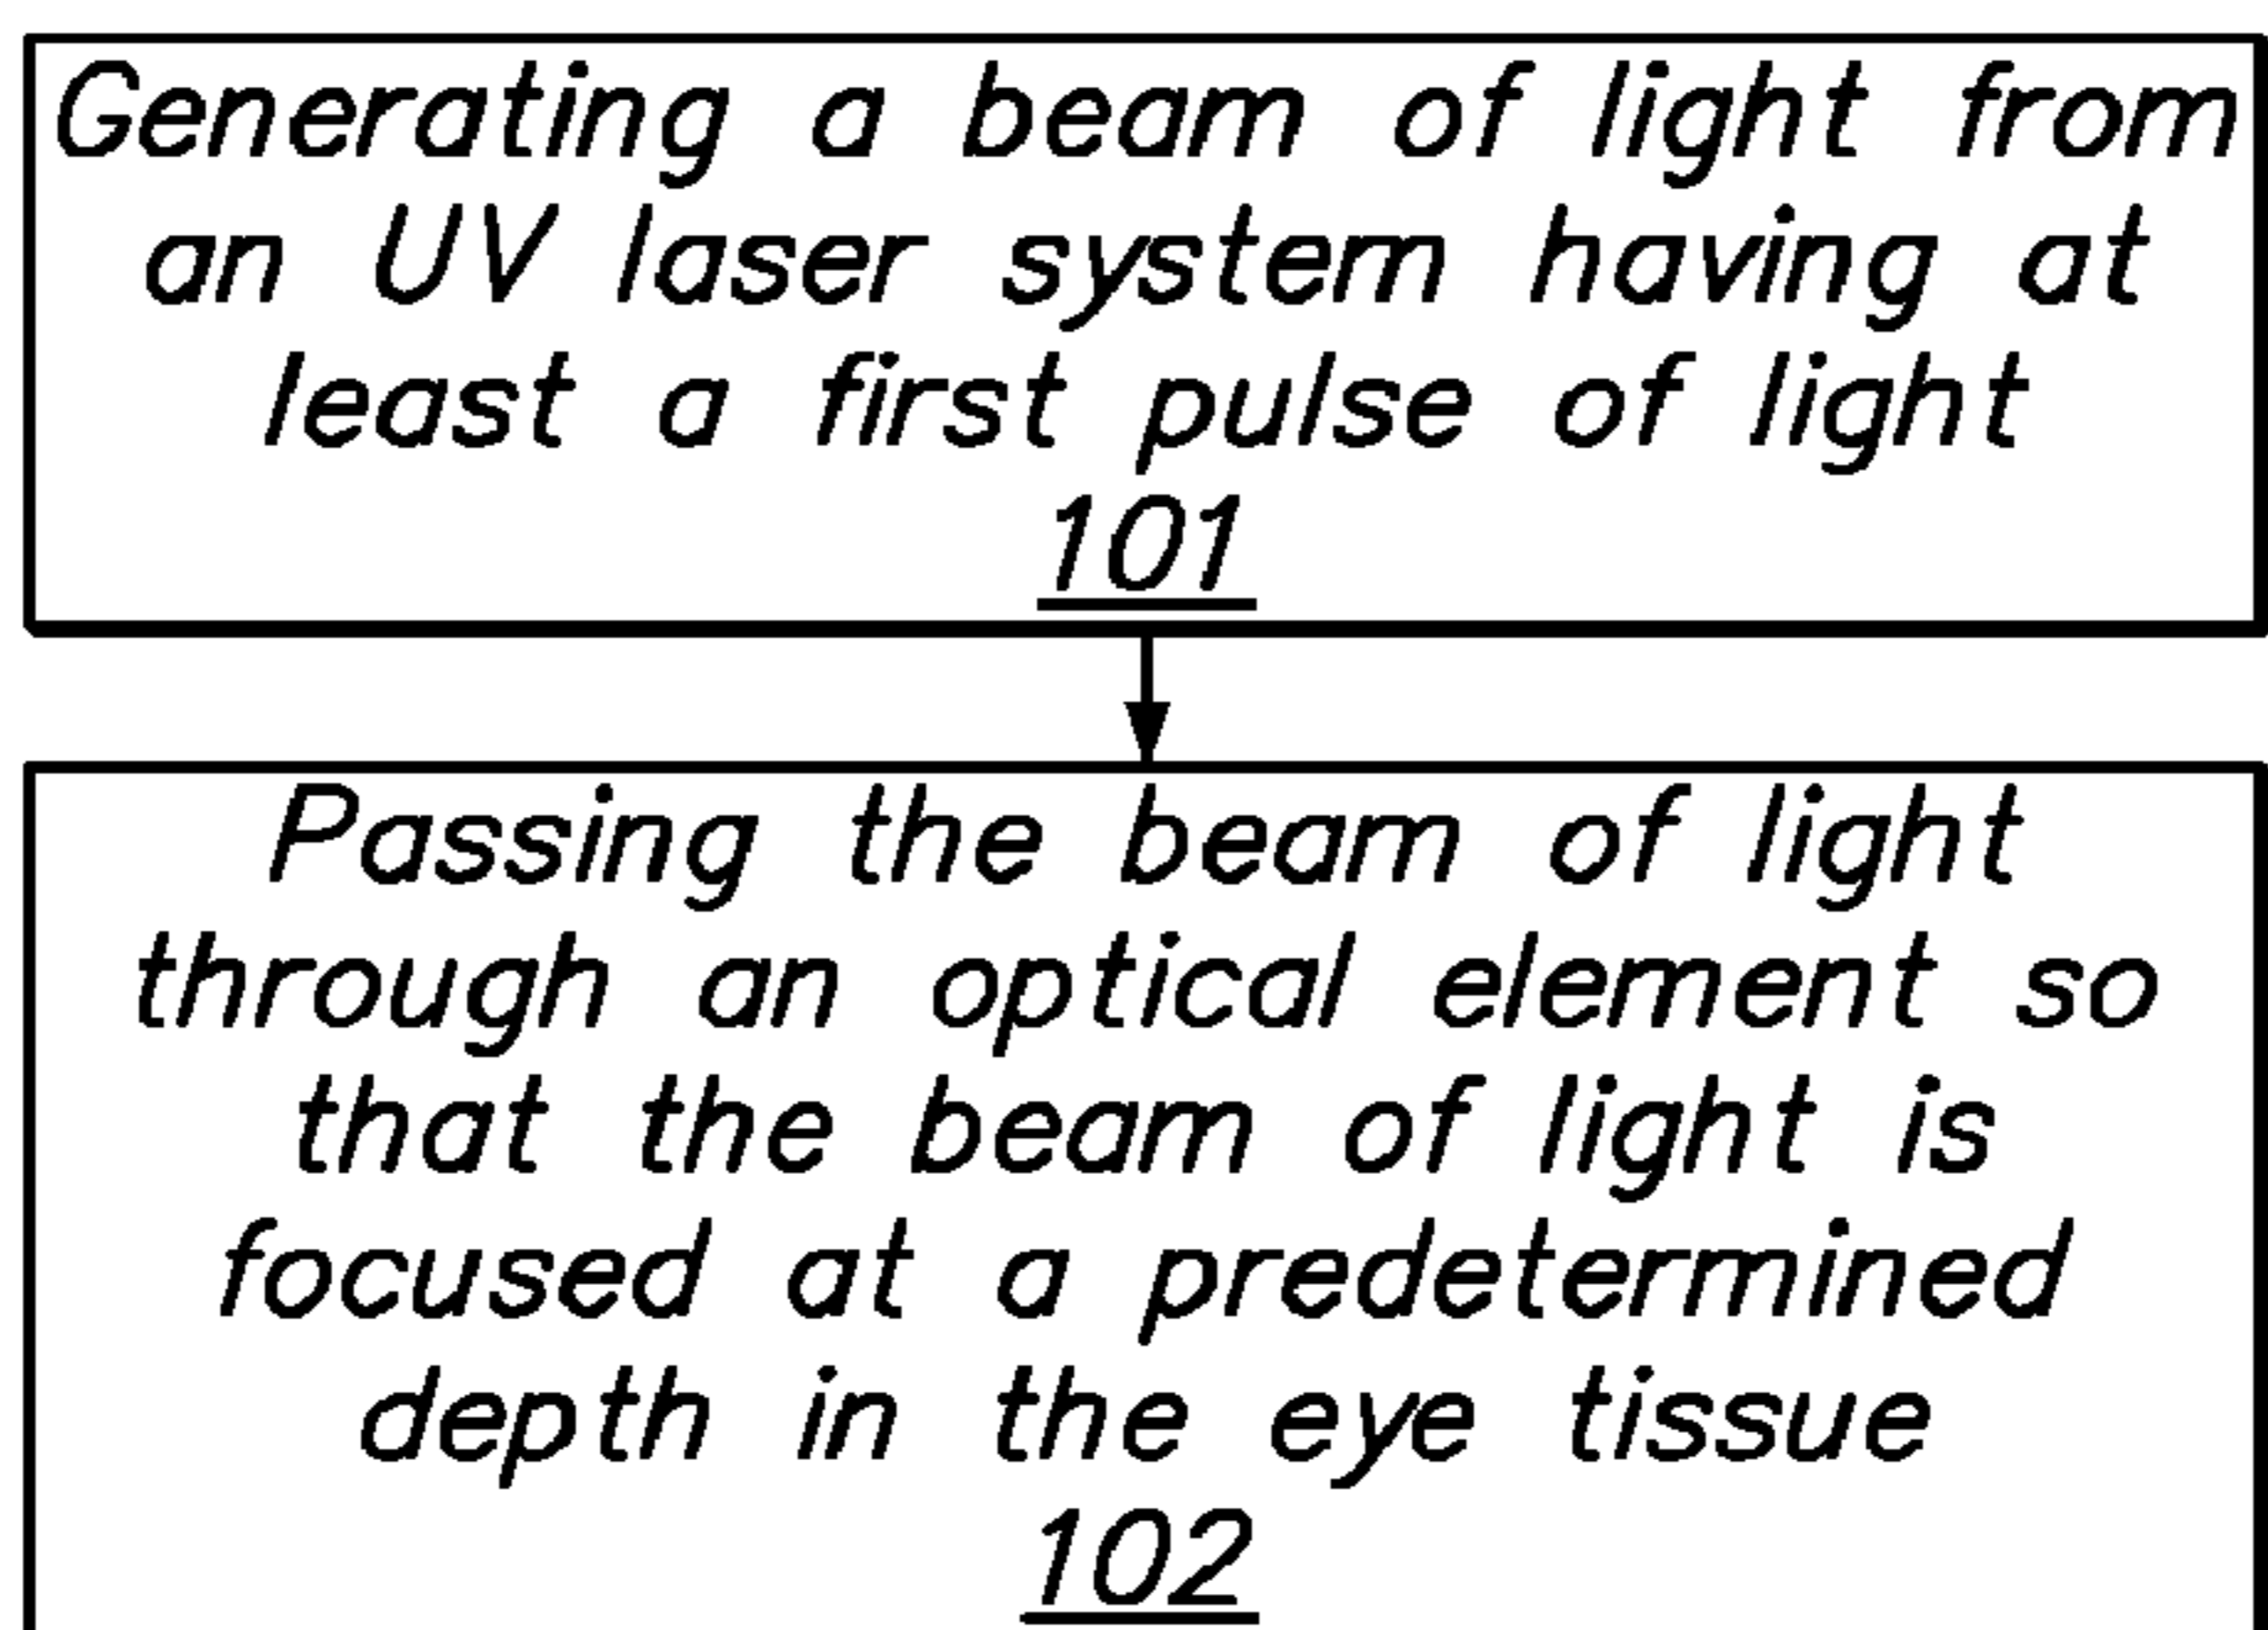 Generating a beam of light from
an UV laser system having at
least a first pulse of light
101
Passing the beam of light
through an optical element so
that the beam of light is
focused at a predetermined
depth in the eye tissue
102